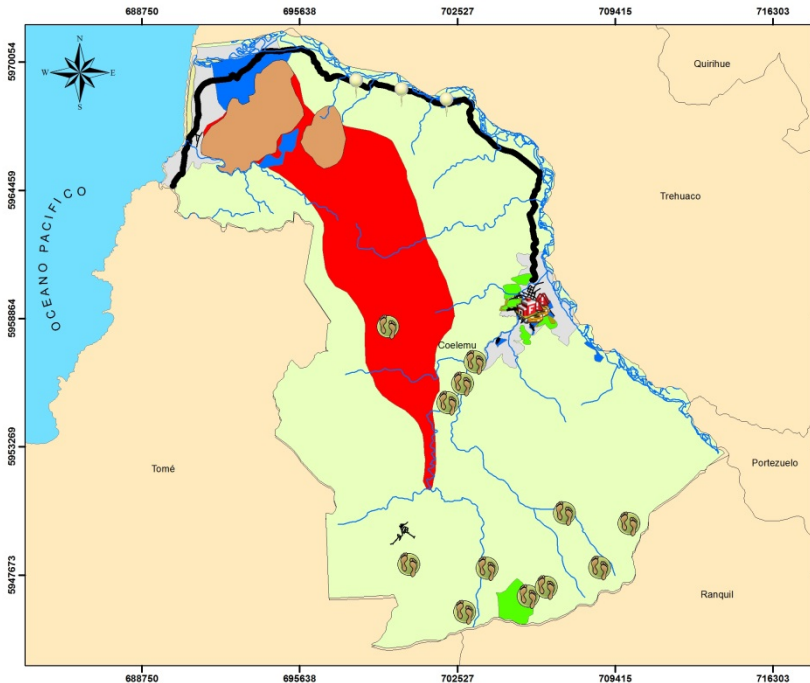 688750 695638 702527 709415 716303
5970054
N
W E
S
Quirihue
5964459
Trehuaco
OCEANO PACIFICO
5958864
Coelemu
5953269
Tomé
Portezuelo
5947673
Ranquil
688750 695638 702527 709415 716303